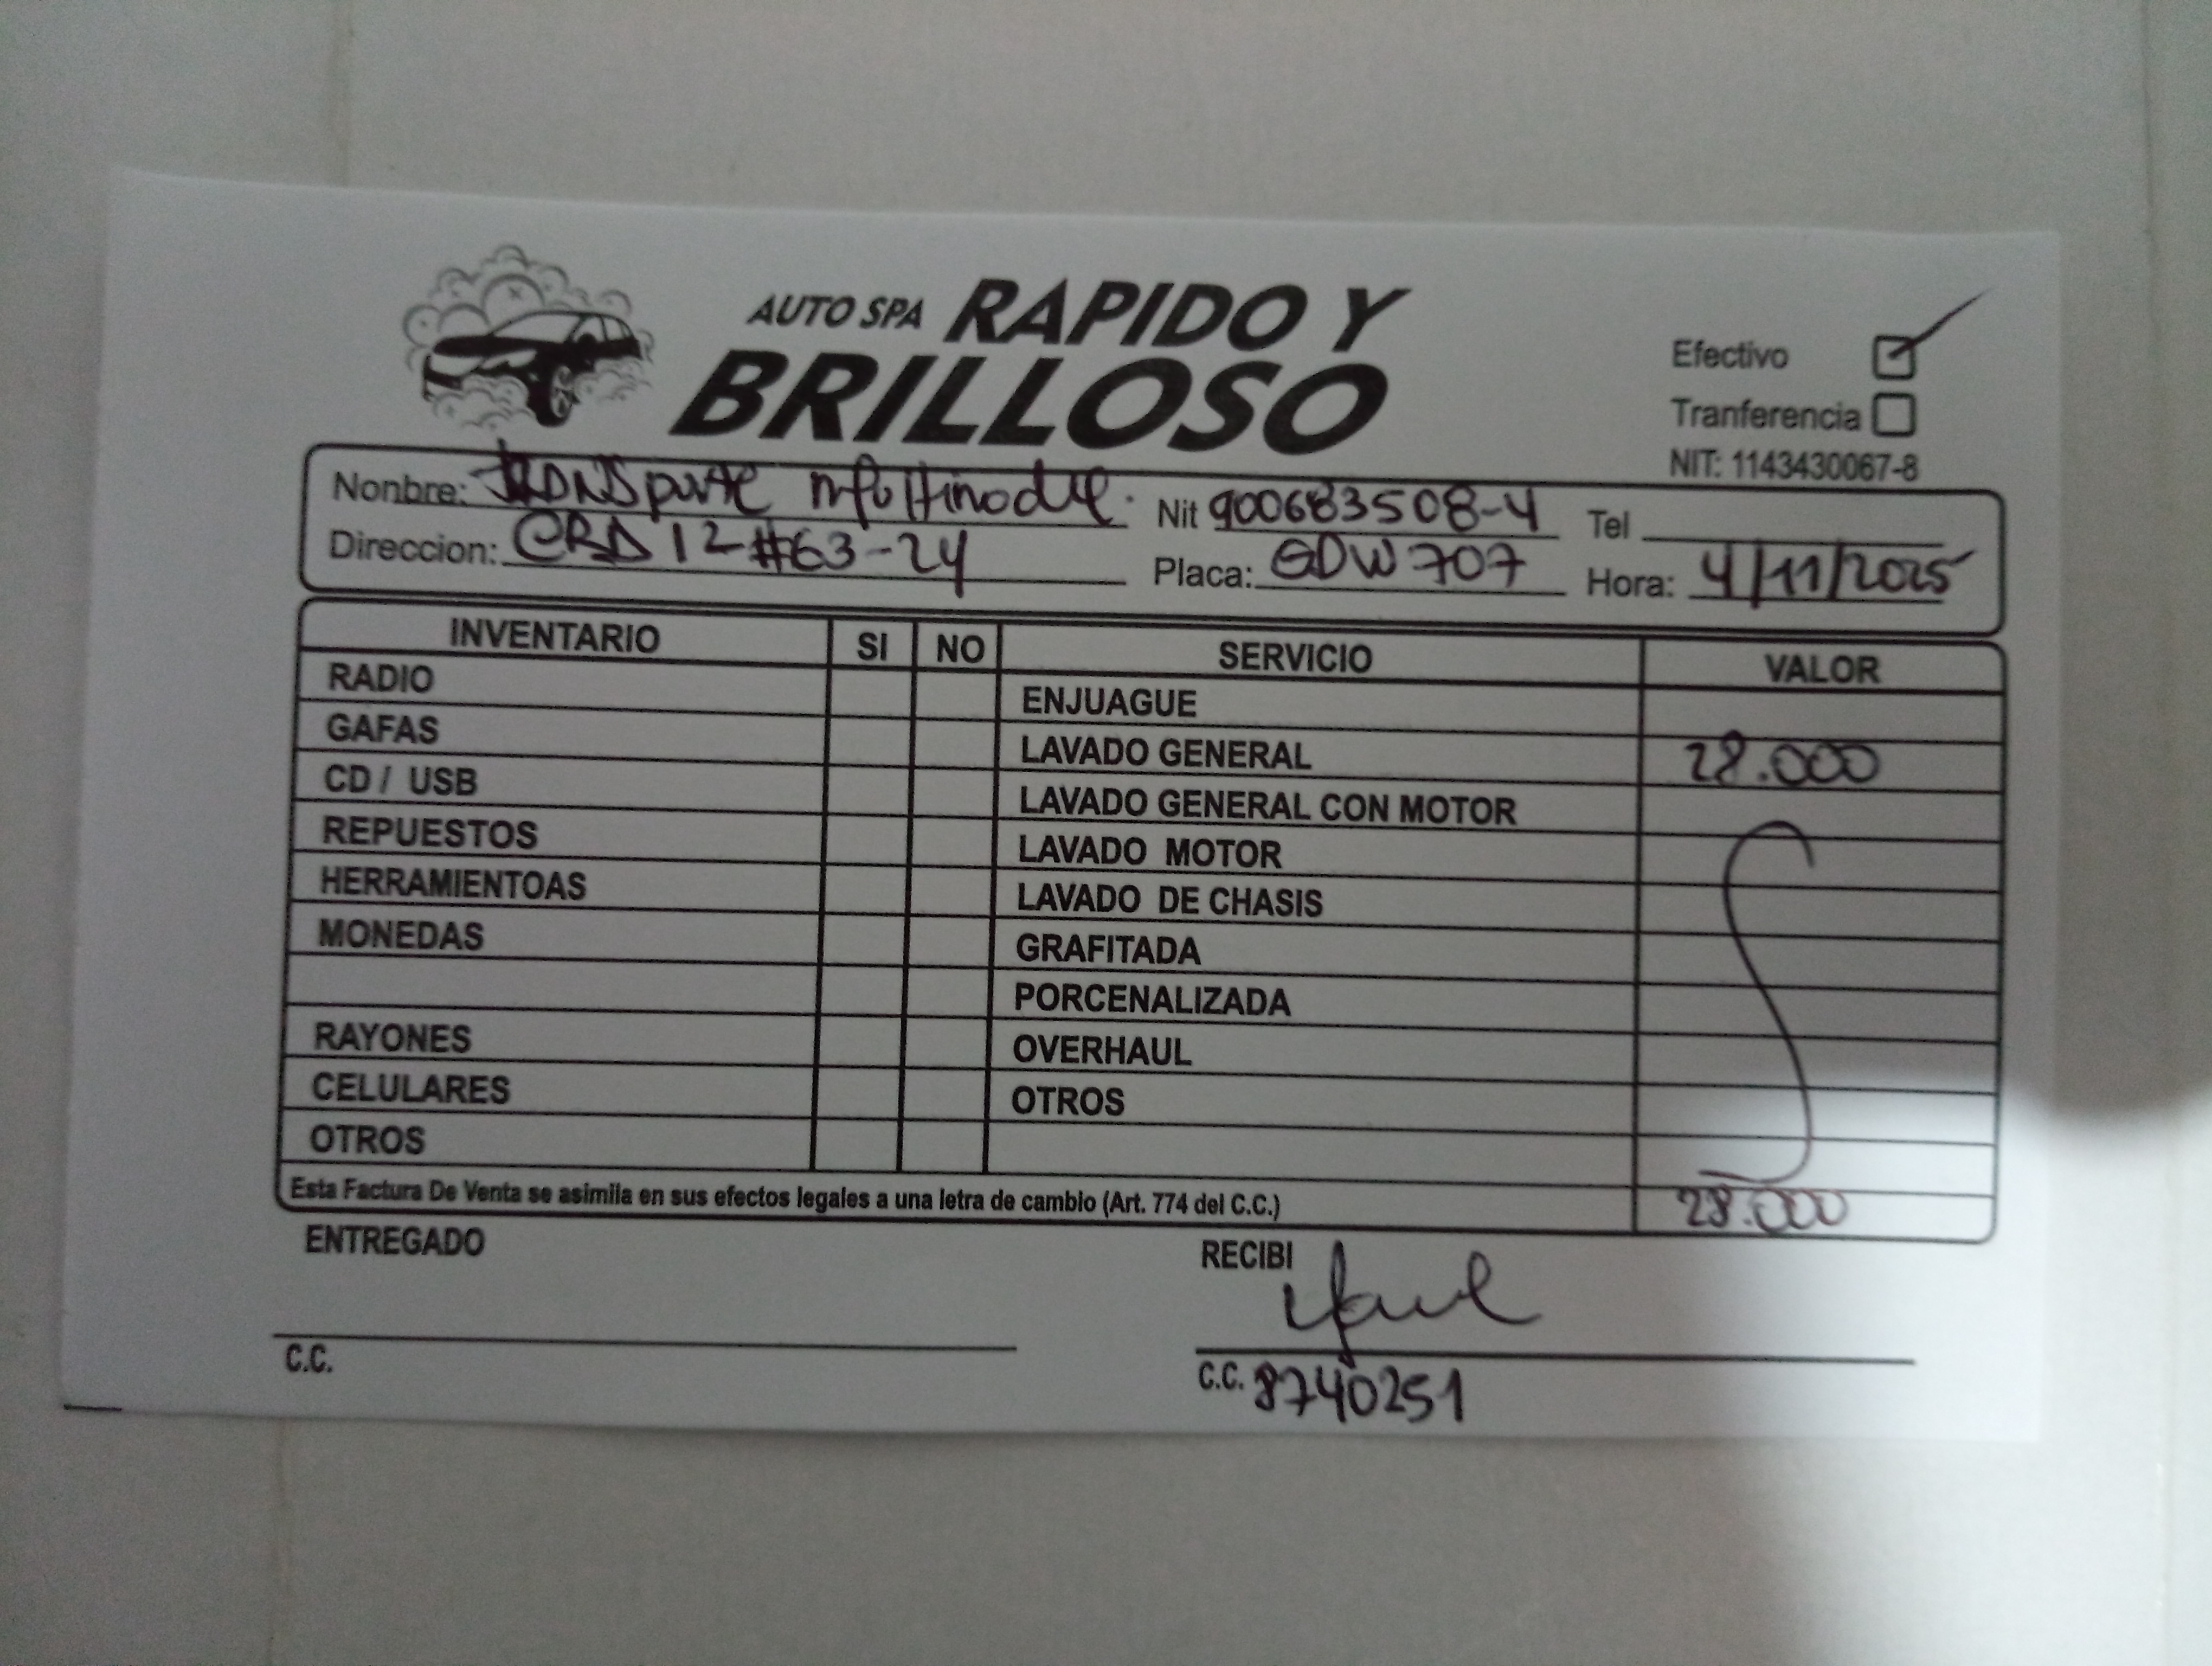 AUTO SPA RAPIDO Y
BRILLOSO
Efectivo
Tranferencia
NIT: 1143430067-8
Nonbre: Transporte multimodal. Nit 900683508-4 Tel
Direccion: CRA 12 #63-24 Placa: GDW 707 Hora: 4/11/2025
INVENTARIO SI NO SERVICIO VALOR
RADIO ENJUAGUE
GAFAS LAVADO GENERAL 28.000
CD / USB LAVADO GENERAL CON MOTOR
REPUESTOS LAVADO MOTOR
HERRAMIENTOAS LAVADO DE CHASIS
MONEDAS GRAFITADA
PORCENALIZADA
RAYONES OVERHAUL
CELULARES OTROS
OTROS
Esta Factura De Venta se asimila en sus efectos legales a una letra de cambio (Art. 774 del C.C.) 28.000
ENTREGADO RECIBI
C.C. C.C. 8740251